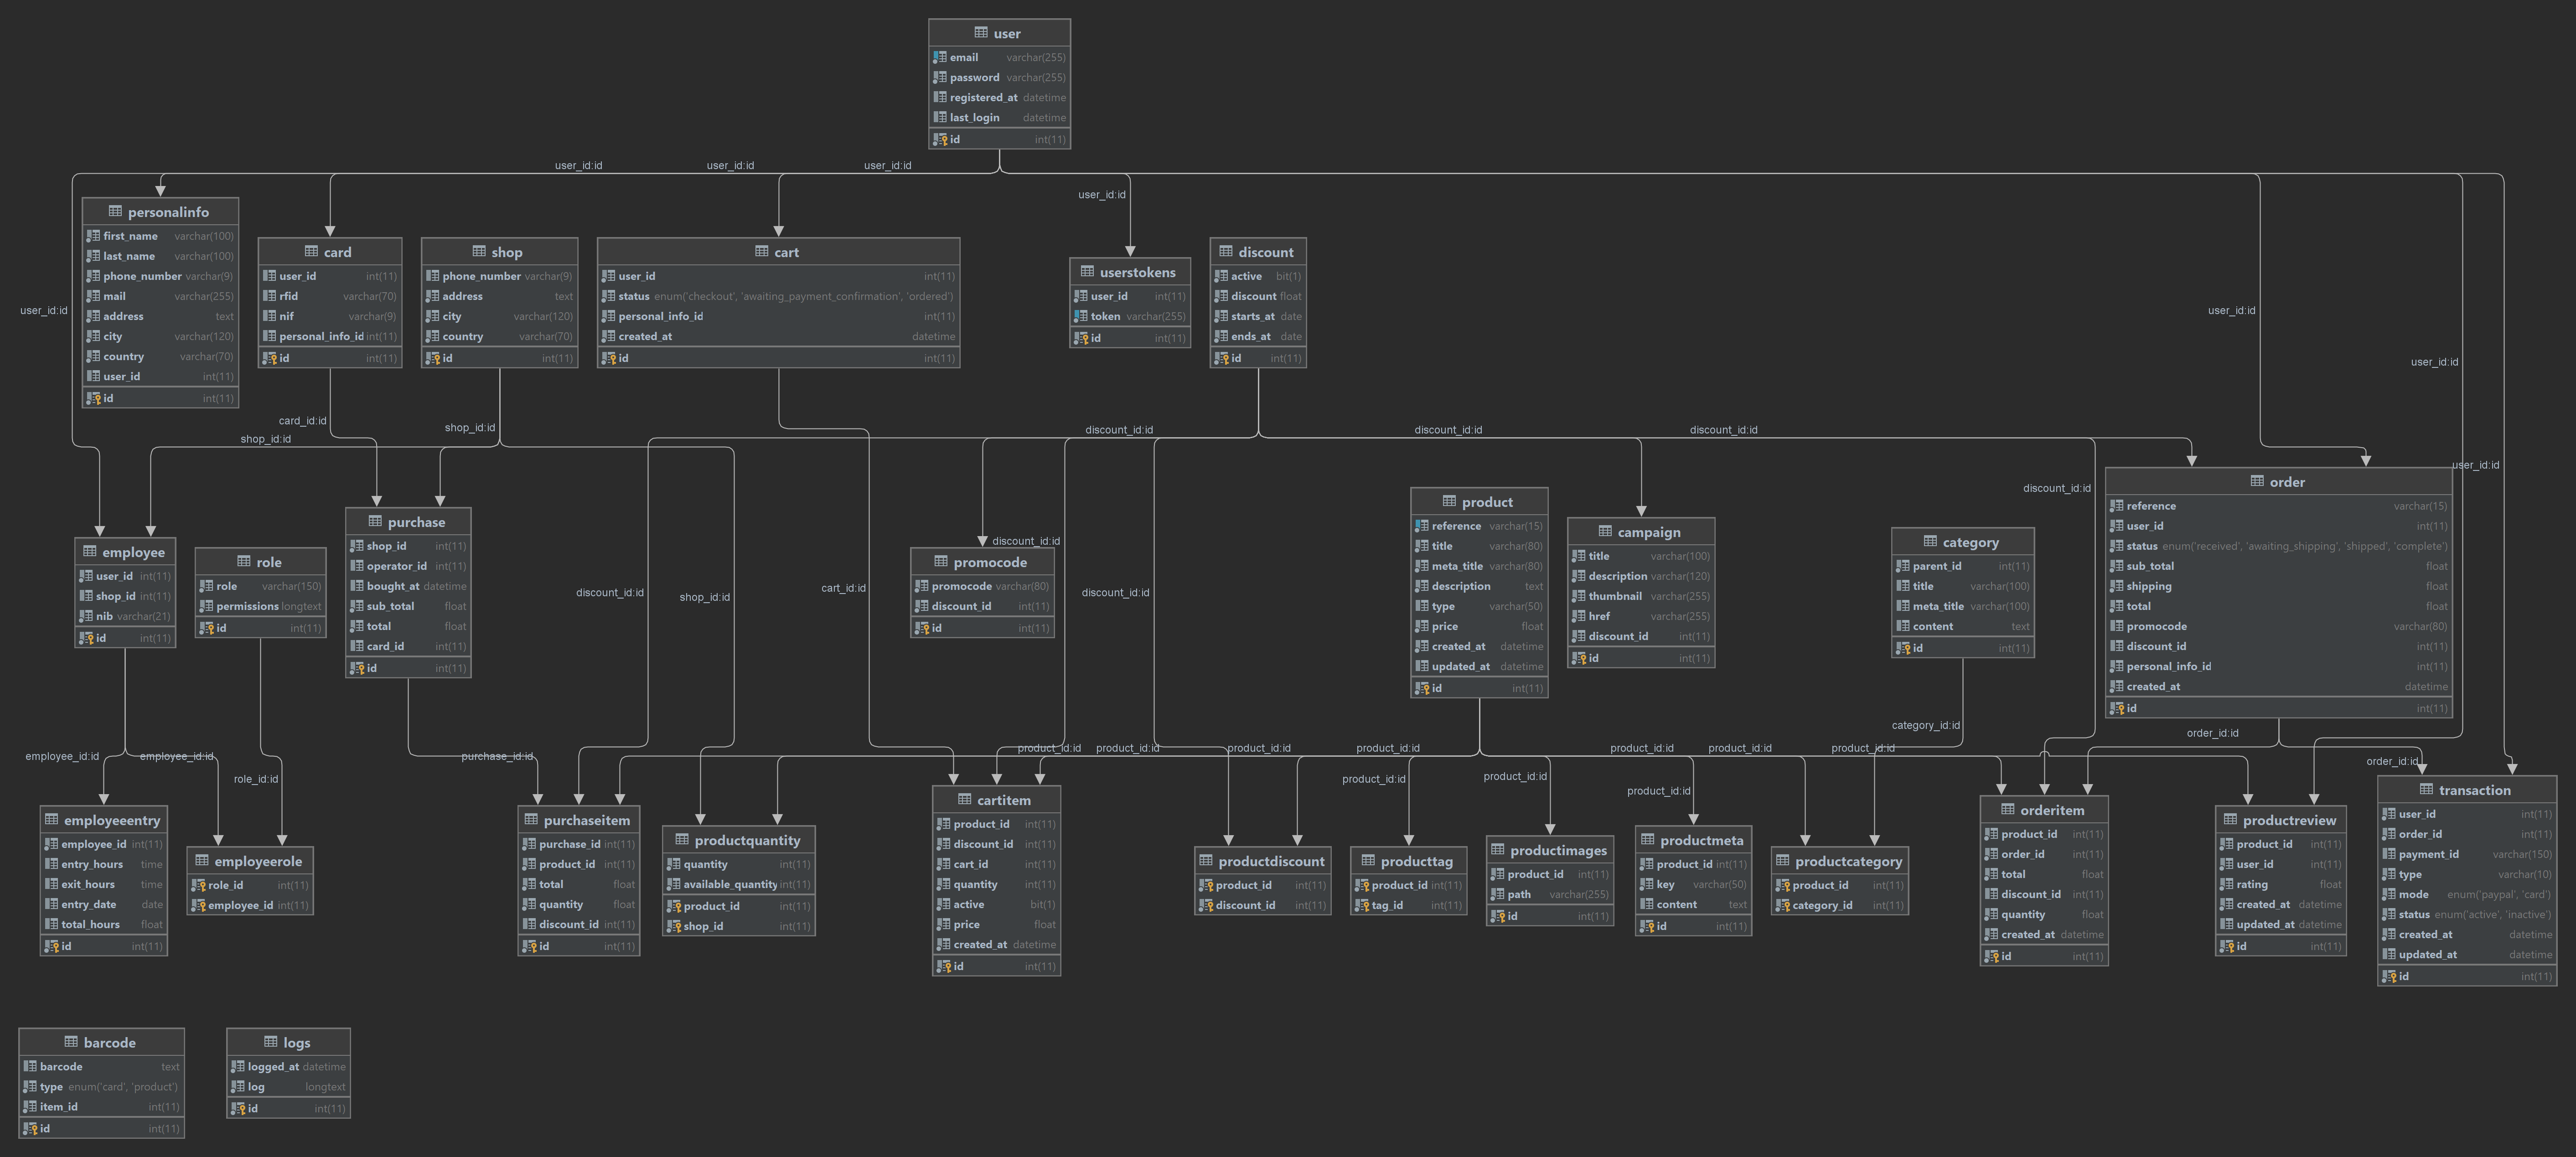 user
email varchar(255)
password varchar(255)
registered_at datetime
last_login datetime
id int(11)
user_id:id
user_id:id
user_id:id
user_id:id
user_id:id
user_id:id
user_id:id
user_id:id
personalinfo
first_name varchar(100)
last_name varchar(100)
phone_number varchar(9)
mail varchar(255)
address text
city varchar(120)
country varchar(70)
user_id int(11)
id int(11)
card
user_id int(11)
rfid varchar(70)
nif varchar(9)
personal_info_id int(11)
id int(11)
shop
phone_number varchar(9)
address text
city varchar(120)
country varchar(70)
id int(11)
cart
user_id int(11)
status enum('checkout', 'awaiting_payment_confirmation', 'ordered')
personal_info_id int(11)
created_at datetime
id int(11)
userstokens
user_id int(11)
token varchar(255)
id int(11)
discount
active bit(1)
discount float
starts_at date
ends_at date
id int(11)
card_id:id
shop_id:id
shop_id:id
discount_id:id
discount_id:id
discount_id:id
employee
user_id int(11)
shop_id int(11)
nib varchar(21)
id int(11)
role
role varchar(150)
permissions longtext
id int(11)
purchase
shop_id int(11)
operator_id int(11)
bought_at datetime
sub_total float
total float
card_id int(11)
id int(11)
discount_id:id
shop_id:id
cart_id:id
discount_id:id
promocode
promocode varchar(80)
discount_id int(11)
id int(11)
discount_id:id
product
reference varchar(15)
title varchar(80)
meta_title varchar(80)
description text
type varchar(50)
price float
created_at datetime
updated_at datetime
id int(11)
campaign
title varchar(100)
description varchar(120)
thumbnail varchar(255)
href varchar(255)
discount_id int(11)
id int(11)
category
parent_id int(11)
title varchar(100)
meta_title varchar(100)
content text
id int(11)
discount_id:id
order
reference varchar(15)
user_id int(11)
status enum('received', 'awaiting_shipping', 'shipped', 'complete')
sub_total float
shipping float
total float
promocode varchar(80)
discount_id int(11)
personal_info_id int(11)
created_at datetime
id int(11)
employee_id:id
employee_id:id
role_id:id
purchase_id:id
product_id:id
product_id:id
product_id:id
product_id:id
product_id:id
product_id:id
product_id:id
product_id:id
product_id:id
product_id:id
category_id:id
order_id:id
order_id:id
employeeentry
employee_id int(11)
entry_hours time
exit_hours time
entry_date date
total_hours float
id int(11)
employeerole
role_id int(11)
employee_id int(11)
purchaseitem
purchase_id int(11)
product_id int(11)
total float
quantity float
discount_id int(11)
id int(11)
productquantity
quantity int(11)
available_quantity int(11)
product_id int(11)
shop_id int(11)
cartitem
product_id int(11)
discount_id int(11)
cart_id int(11)
quantity int(11)
active bit(1)
price float
created_at datetime
id int(11)
productdiscount
product_id int(11)
discount_id int(11)
producttag
product_id int(11)
tag_id int(11)
productimages
product_id int(11)
path varchar(255)
id int(11)
productmeta
product_id int(11)
key varchar(50)
content text
id int(11)
productcategory
product_id int(11)
category_id int(11)
orderitem
product_id int(11)
order_id int(11)
total float
discount_id int(11)
quantity float
created_at datetime
id int(11)
productreview
product_id int(11)
user_id int(11)
rating float
created_at datetime
updated_at datetime
id int(11)
transaction
user_id int(11)
order_id int(11)
payment_id varchar(150)
type varchar(10)
mode enum('paypal', 'card')
status enum('active', 'inactive')
created_at datetime
updated_at datetime
id int(11)
barcode
barcode text
type enum('card', 'product')
item_id int(11)
id int(11)
logs
logged_at datetime
log longtext
id int(11)